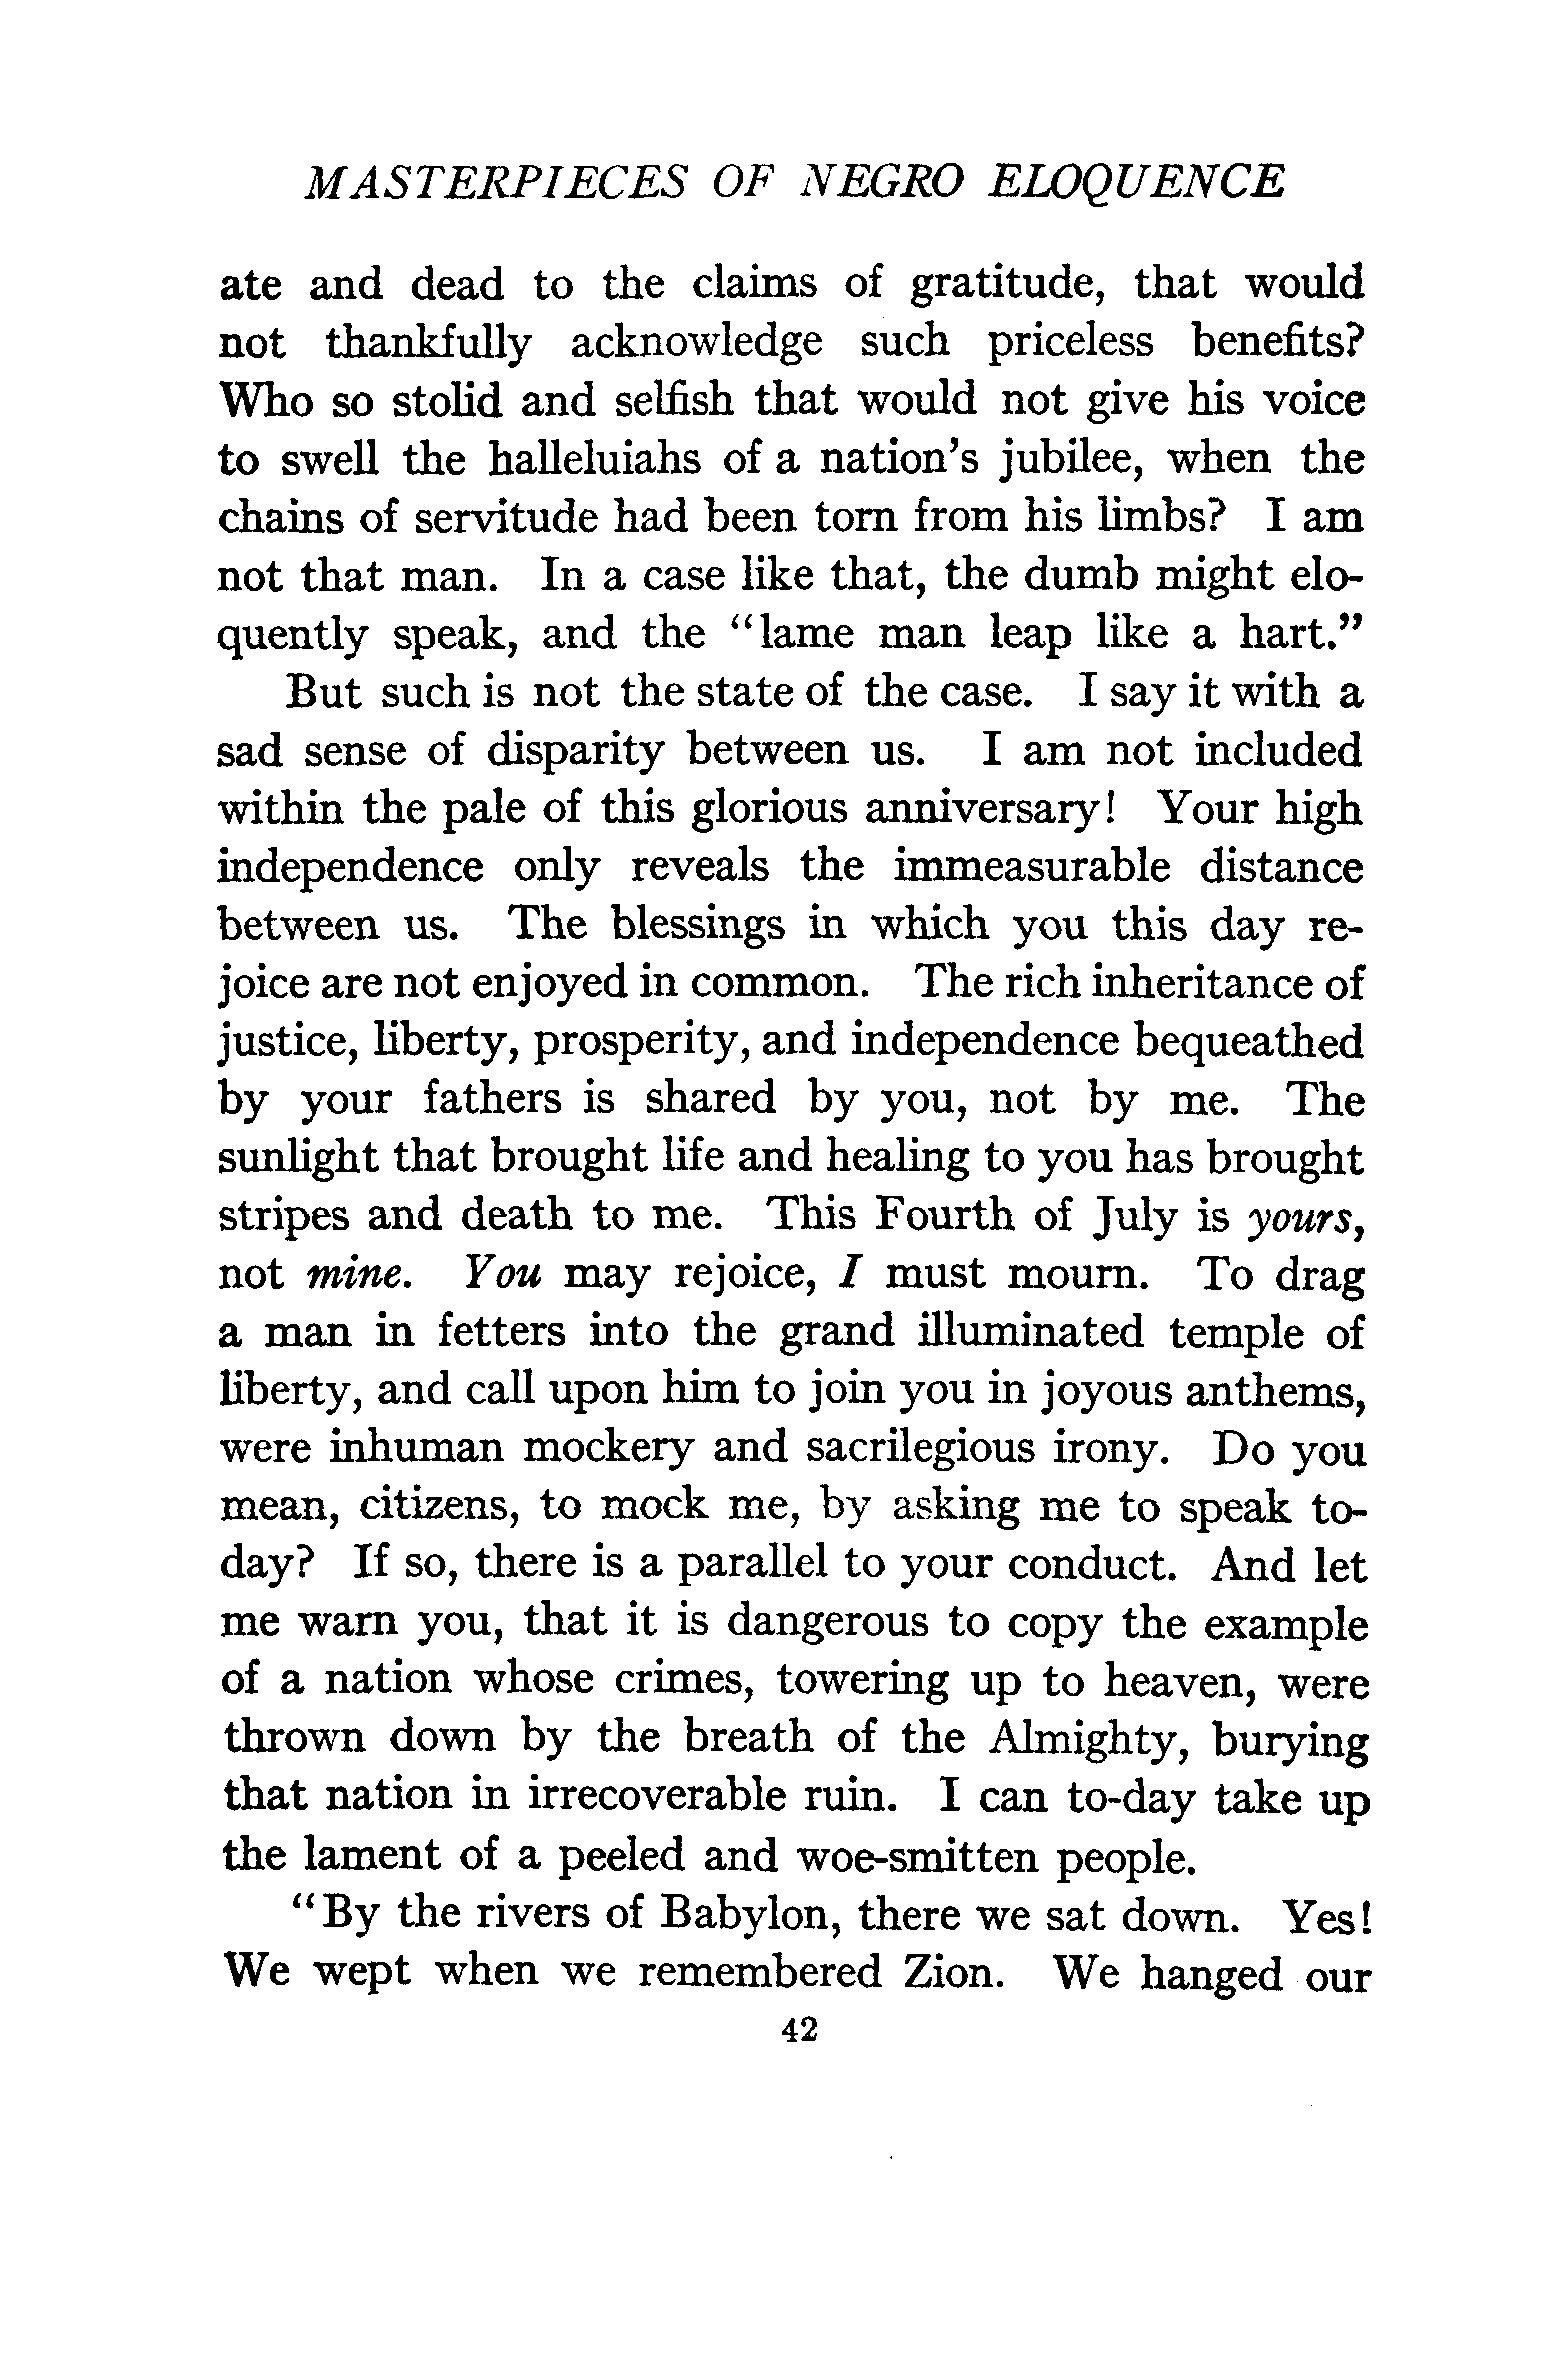 MASTERPIECES OF NEGRO ELOQUENCE
ate and dead to the claims of gratitude, that would
not thankfully acknowledge such priceless benefits?
Who so stolid and selfish that would not give his voice
to swell the halleluiahs of a nation's jubilee, when the
chains of servitude had been torn from his limbs? I am
not that man. In a case like that, the dumb might elo-
quently speak, and the “lame man leap like a hart.”
But such is not the state of the case. I say it with a
sad sense of disparity between us. I am not included
within the pale of this glorious anniversary! Your high
independence only reveals the immeasurable distance
between us. The blessings in which you this day re-
joice are not enjoyed in common. The rich inheritance of
justice, liberty, prosperity, and independence bequeathed
by your fathers is shared by you, not by me. The
sunlight that brought life and healing to you has brought
stripes and death to me. This Fourth of July is yours,
not mine. You may rejoice, I must mourn. To drag
a man in fetters into the grand illuminated temple of
liberty, and call upon him to join you in joyous anthems,
were inhuman mockery and sacrilegious irony. Do you
mean, citizens, to mock me, by asking me to speak to-
day? If so, there is a parallel to your conduct. And let
me warn you, that it is dangerous to copy the example
of a nation whose crimes, towering up to heaven, were
thrown down by the breath of the Almighty, burying
that nation in irrecoverable ruin. I can to-day take up
the lament of a peeled and woe-smitten people.
“By the rivers of Babylon, there we sat down. Yes!
We wept when we remembered Zion. We hanged our
42